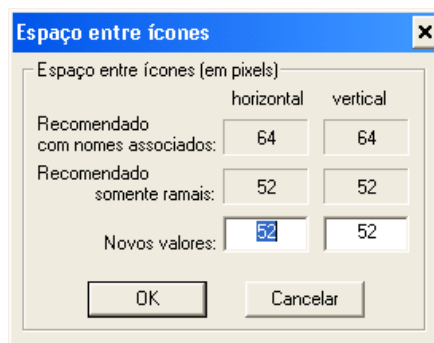 Espaço entre ícones
Espaço entre ícones (em pixels)
horizontal vertical
Recomendado
com nomes associados: 64 64
Recomendado
somente ramais: 52 52
Novos valores: 52 52
OK Cancelar